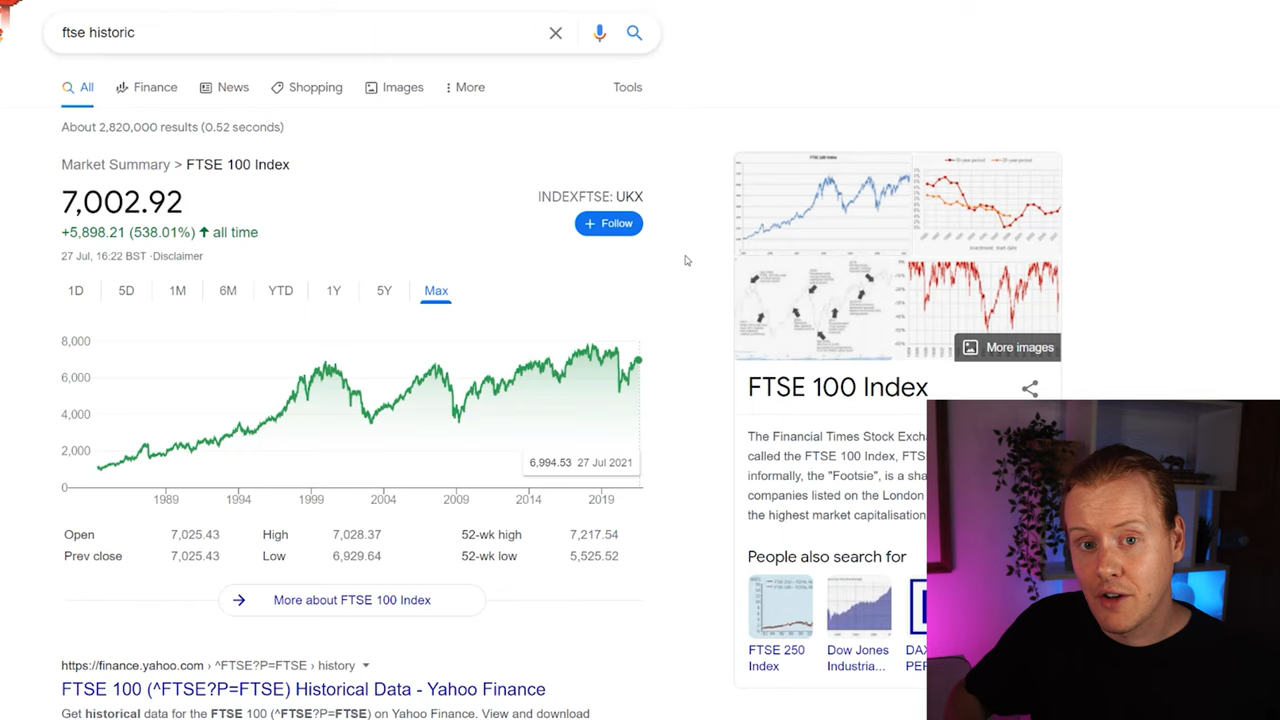 ftse historic
All
Finance
News
Shopping
Images
More
Tools
About 2,820,000 results (0.52 seconds)
Market Summary > FTSE 100 Index
7,002.92
INDEXFTSE: UKX
+5,898.21 (538.01%) ↑ all time
+ Follow
27 Jul, 16:22 BST ·Disclaimer
1D 5D 1M 6M YTD 1Y 5Y Max
8,000
6,000
4,000
2,000
0
6,994.53 27 Jul 2021
1989 1994 1999 2004 2009 2014 2019
Open 7,025.43 High 7,028.37 52-wk high 7,217.54
Prev close 7,025.43 Low 6,929.64 52-wk low 5,525.52
→ More about FTSE 100 Index
https://finance.yahoo.com › ^FTSE?P=FTSE › history
FTSE 100 (^FTSE?P=FTSE) Historical Data - Yahoo Finance
Get historical data for the FTSE 100 (^FTSE?P=FTSE) on Yahoo Finance. View and download
FTSE 100 Index
More images
FTSE 100 Index
The Financial Times Stock Exch
called the FTSE 100 Index, FTS
informally, the "Footsie", is a sha
companies listed on the London
the highest market capitalisation
People also search for
FTSE 250
Index
Dow Jones
Industria...
DA
PER